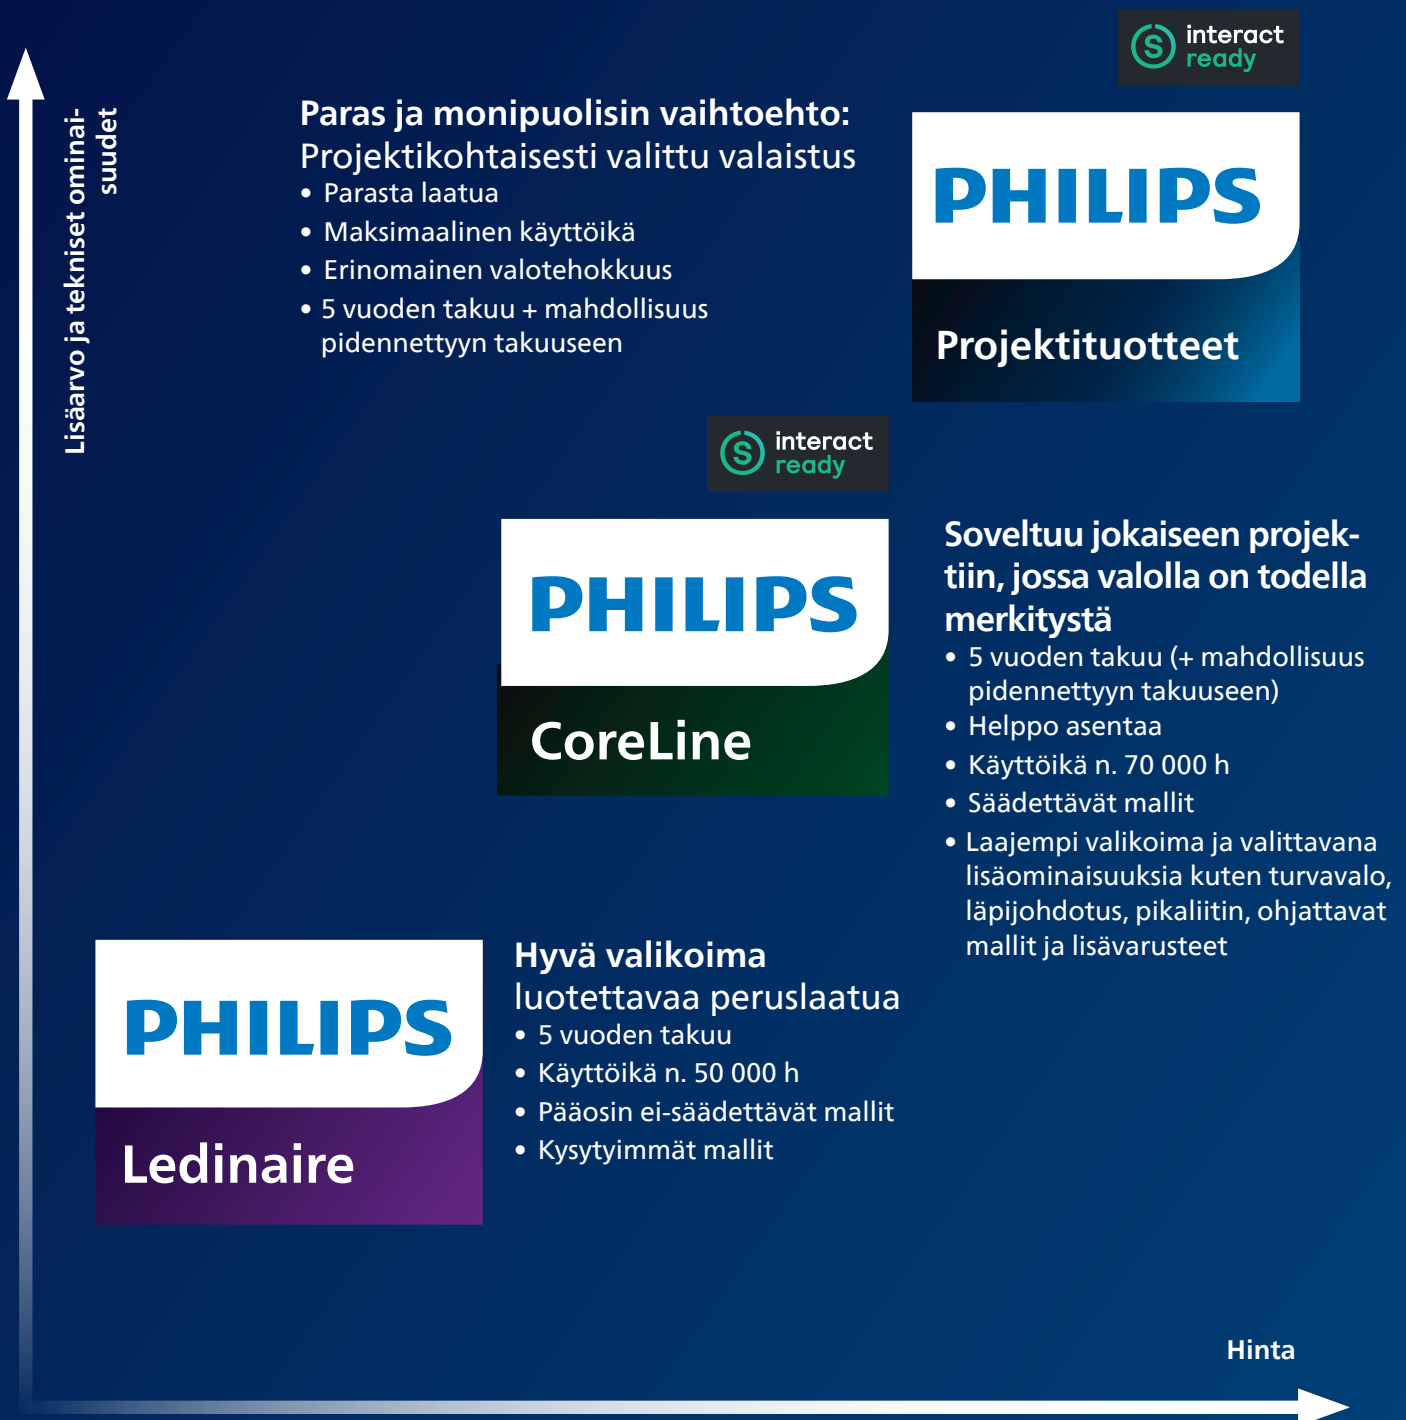 interact
ready
Lisäarvo ja tekniset ominai-
suudet
Paras ja monipuolisin vaihtoehto:
Projektikohtaisesti valittu valaistus
• Parasta laatua
• Maksimaalinen käyttöikä
• Erinomainen valotehokkuus
• 5 vuoden takuu + mahdollisuus
pidennettyyn takuuseen
PHILIPS
Projektituotteet
interact
ready
PHILIPS
CoreLine
Soveltuu jokaiseen projek-
tiin, jossa valolla on todella
merkitystä
• 5 vuoden takuu (+ mahdollisuus
pidennettyyn takuuseen)
• Helppo asentaa
• Käyttöikä n. 70 000 h
• Säädettävät mallit
• Laajempi valikoima ja valittavana
lisäominaisuuksia kuten turvavalo,
läpijohdotus, pikaliitin, ohjattavat
mallit ja lisävarusteet
PHILIPS
Ledinaire
Hyvä valikoima
luotettavaa peruslaatua
• 5 vuoden takuu
• Käyttöikä n. 50 000 h
• Pääosin ei-säädettävät mallit
• Kysytyimmät mallit
Hinta